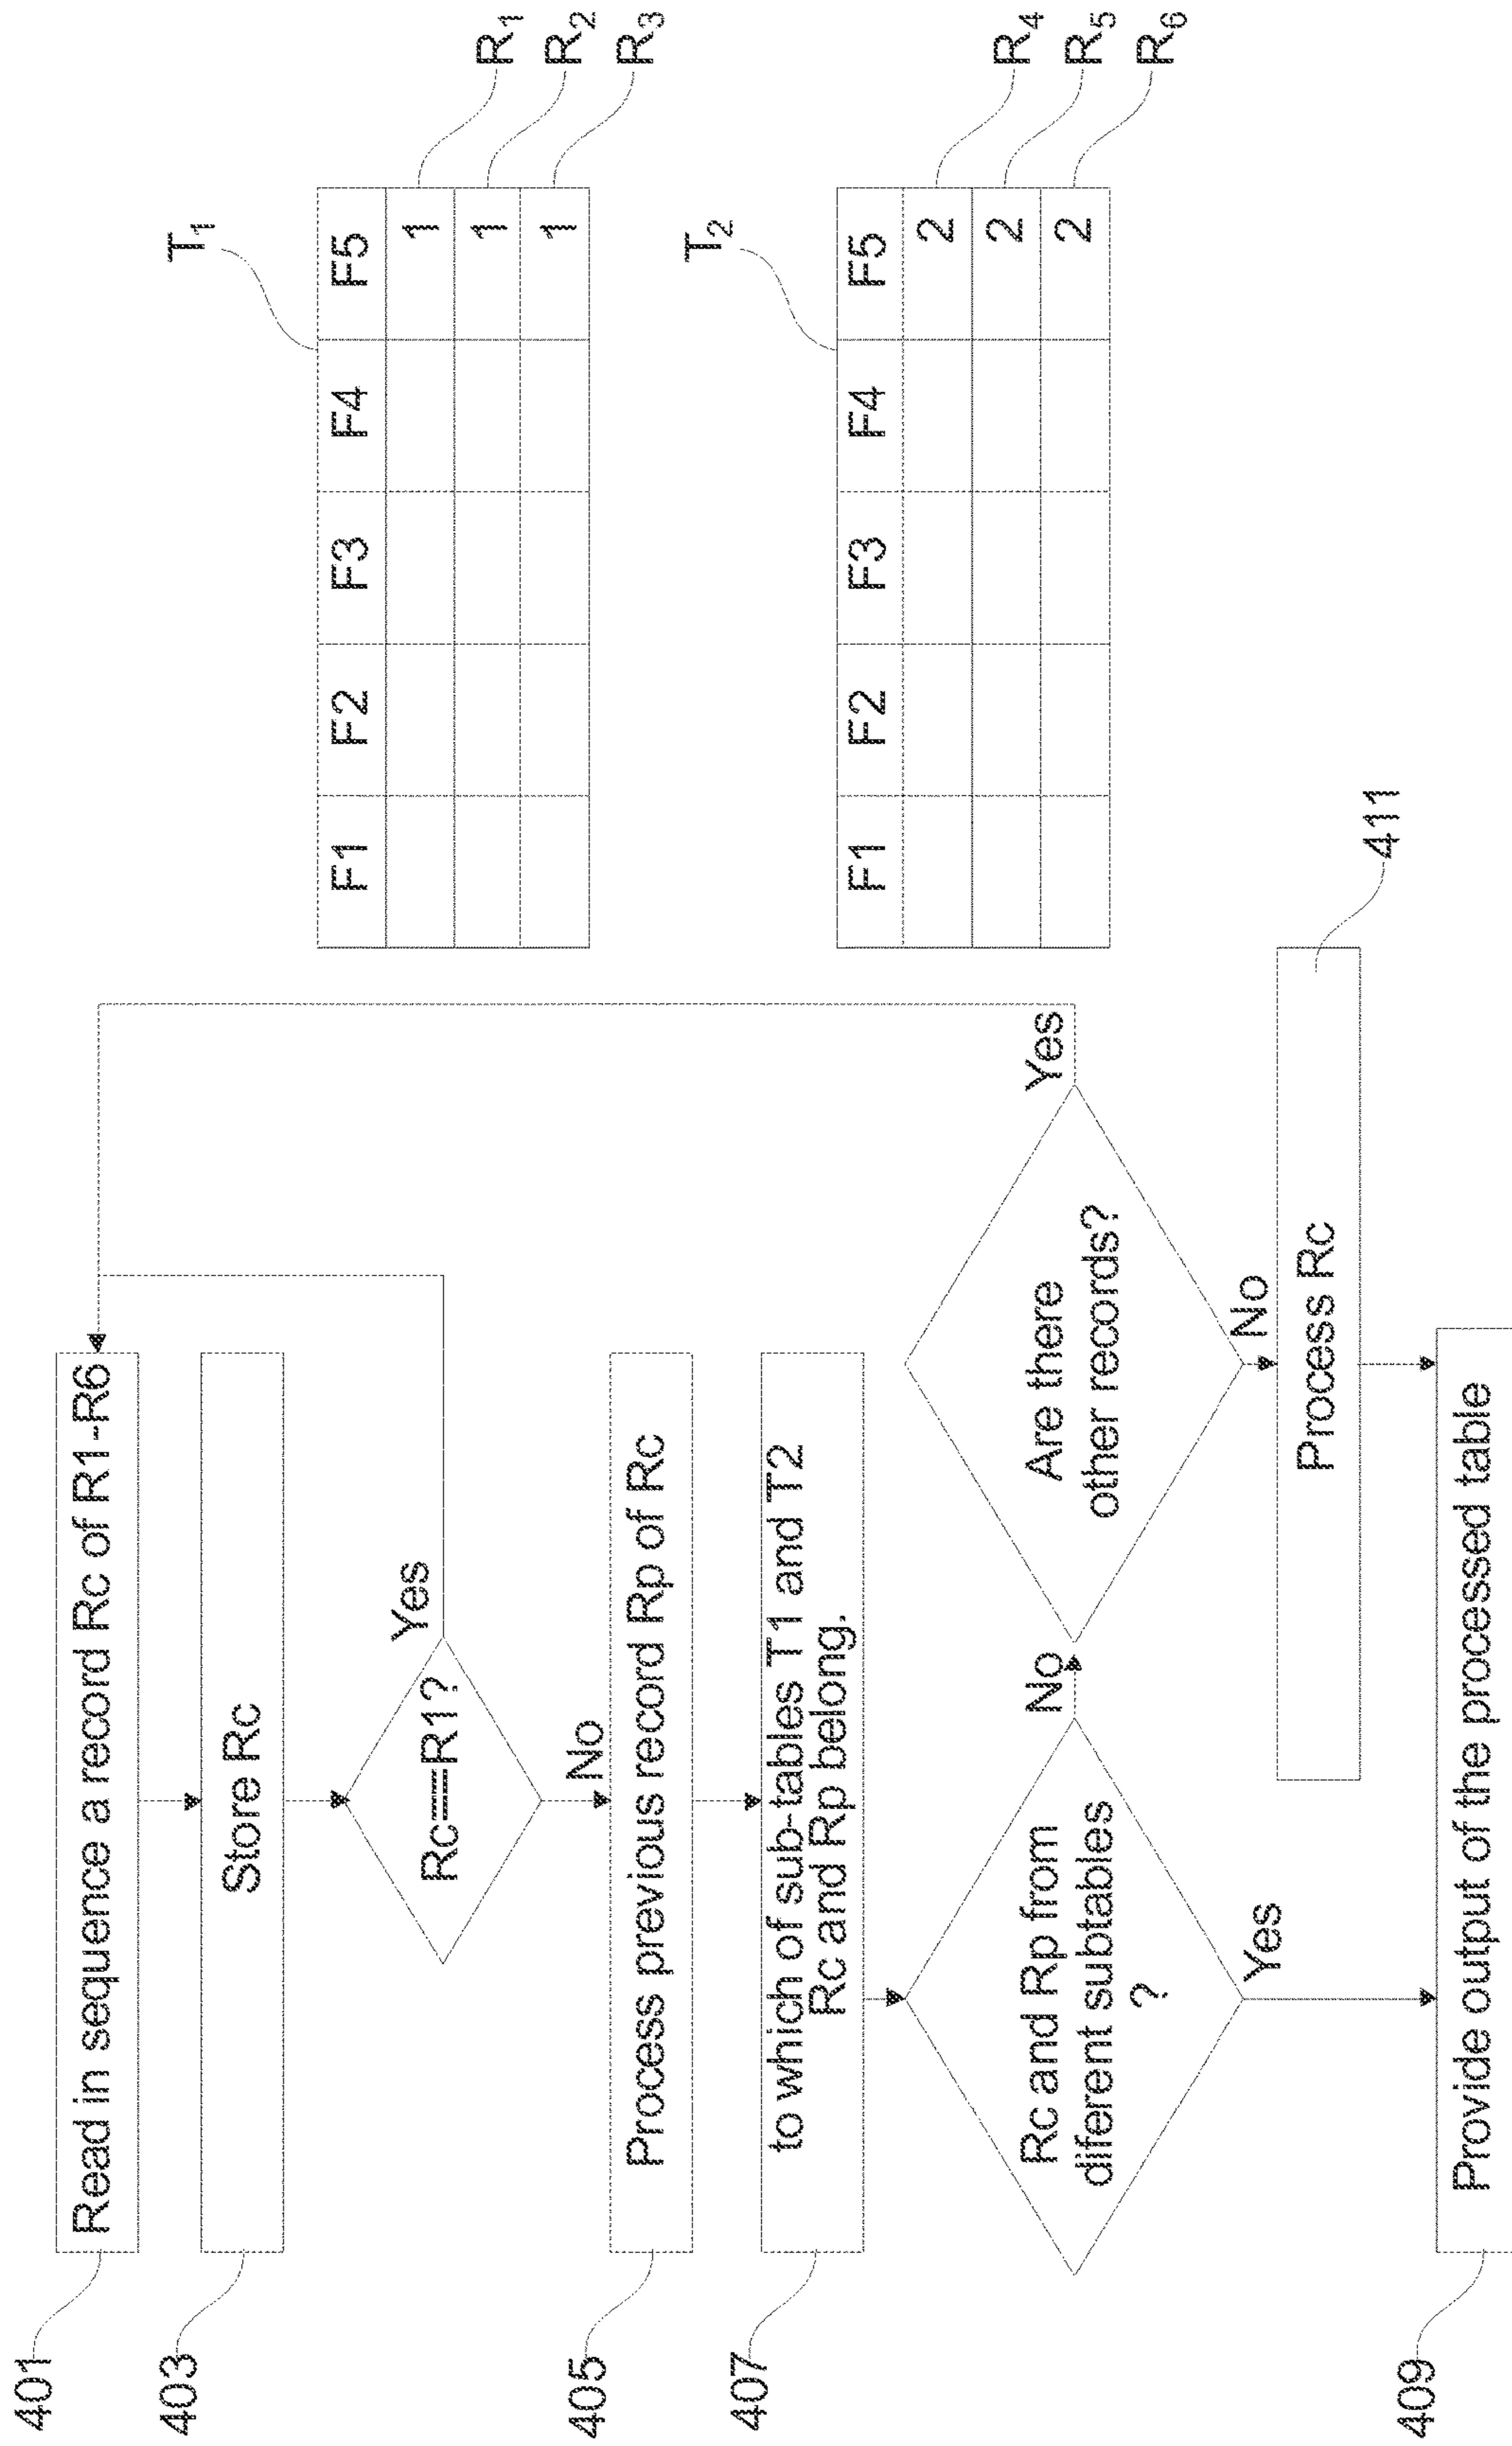 401
Read in sequence a record Rc of R1-R6
403
Store Rc
Rc==R1?
Yes
No
405
Process previous record Rp of Rc
407
to which of sub-tables T1 and T2
Rc and Rp belong.
Rc and Rp from
diferent subtables
?
No
Yes
Are there
other records?
Yes
No
Process Rc
411
409
Provide output of the processed table
T1
F1 F2 F3 F4 F5
1 R1
1 R2
1 R3
T2
F1 F2 F3 F4 F5
2 R4
2 R5
2 R6